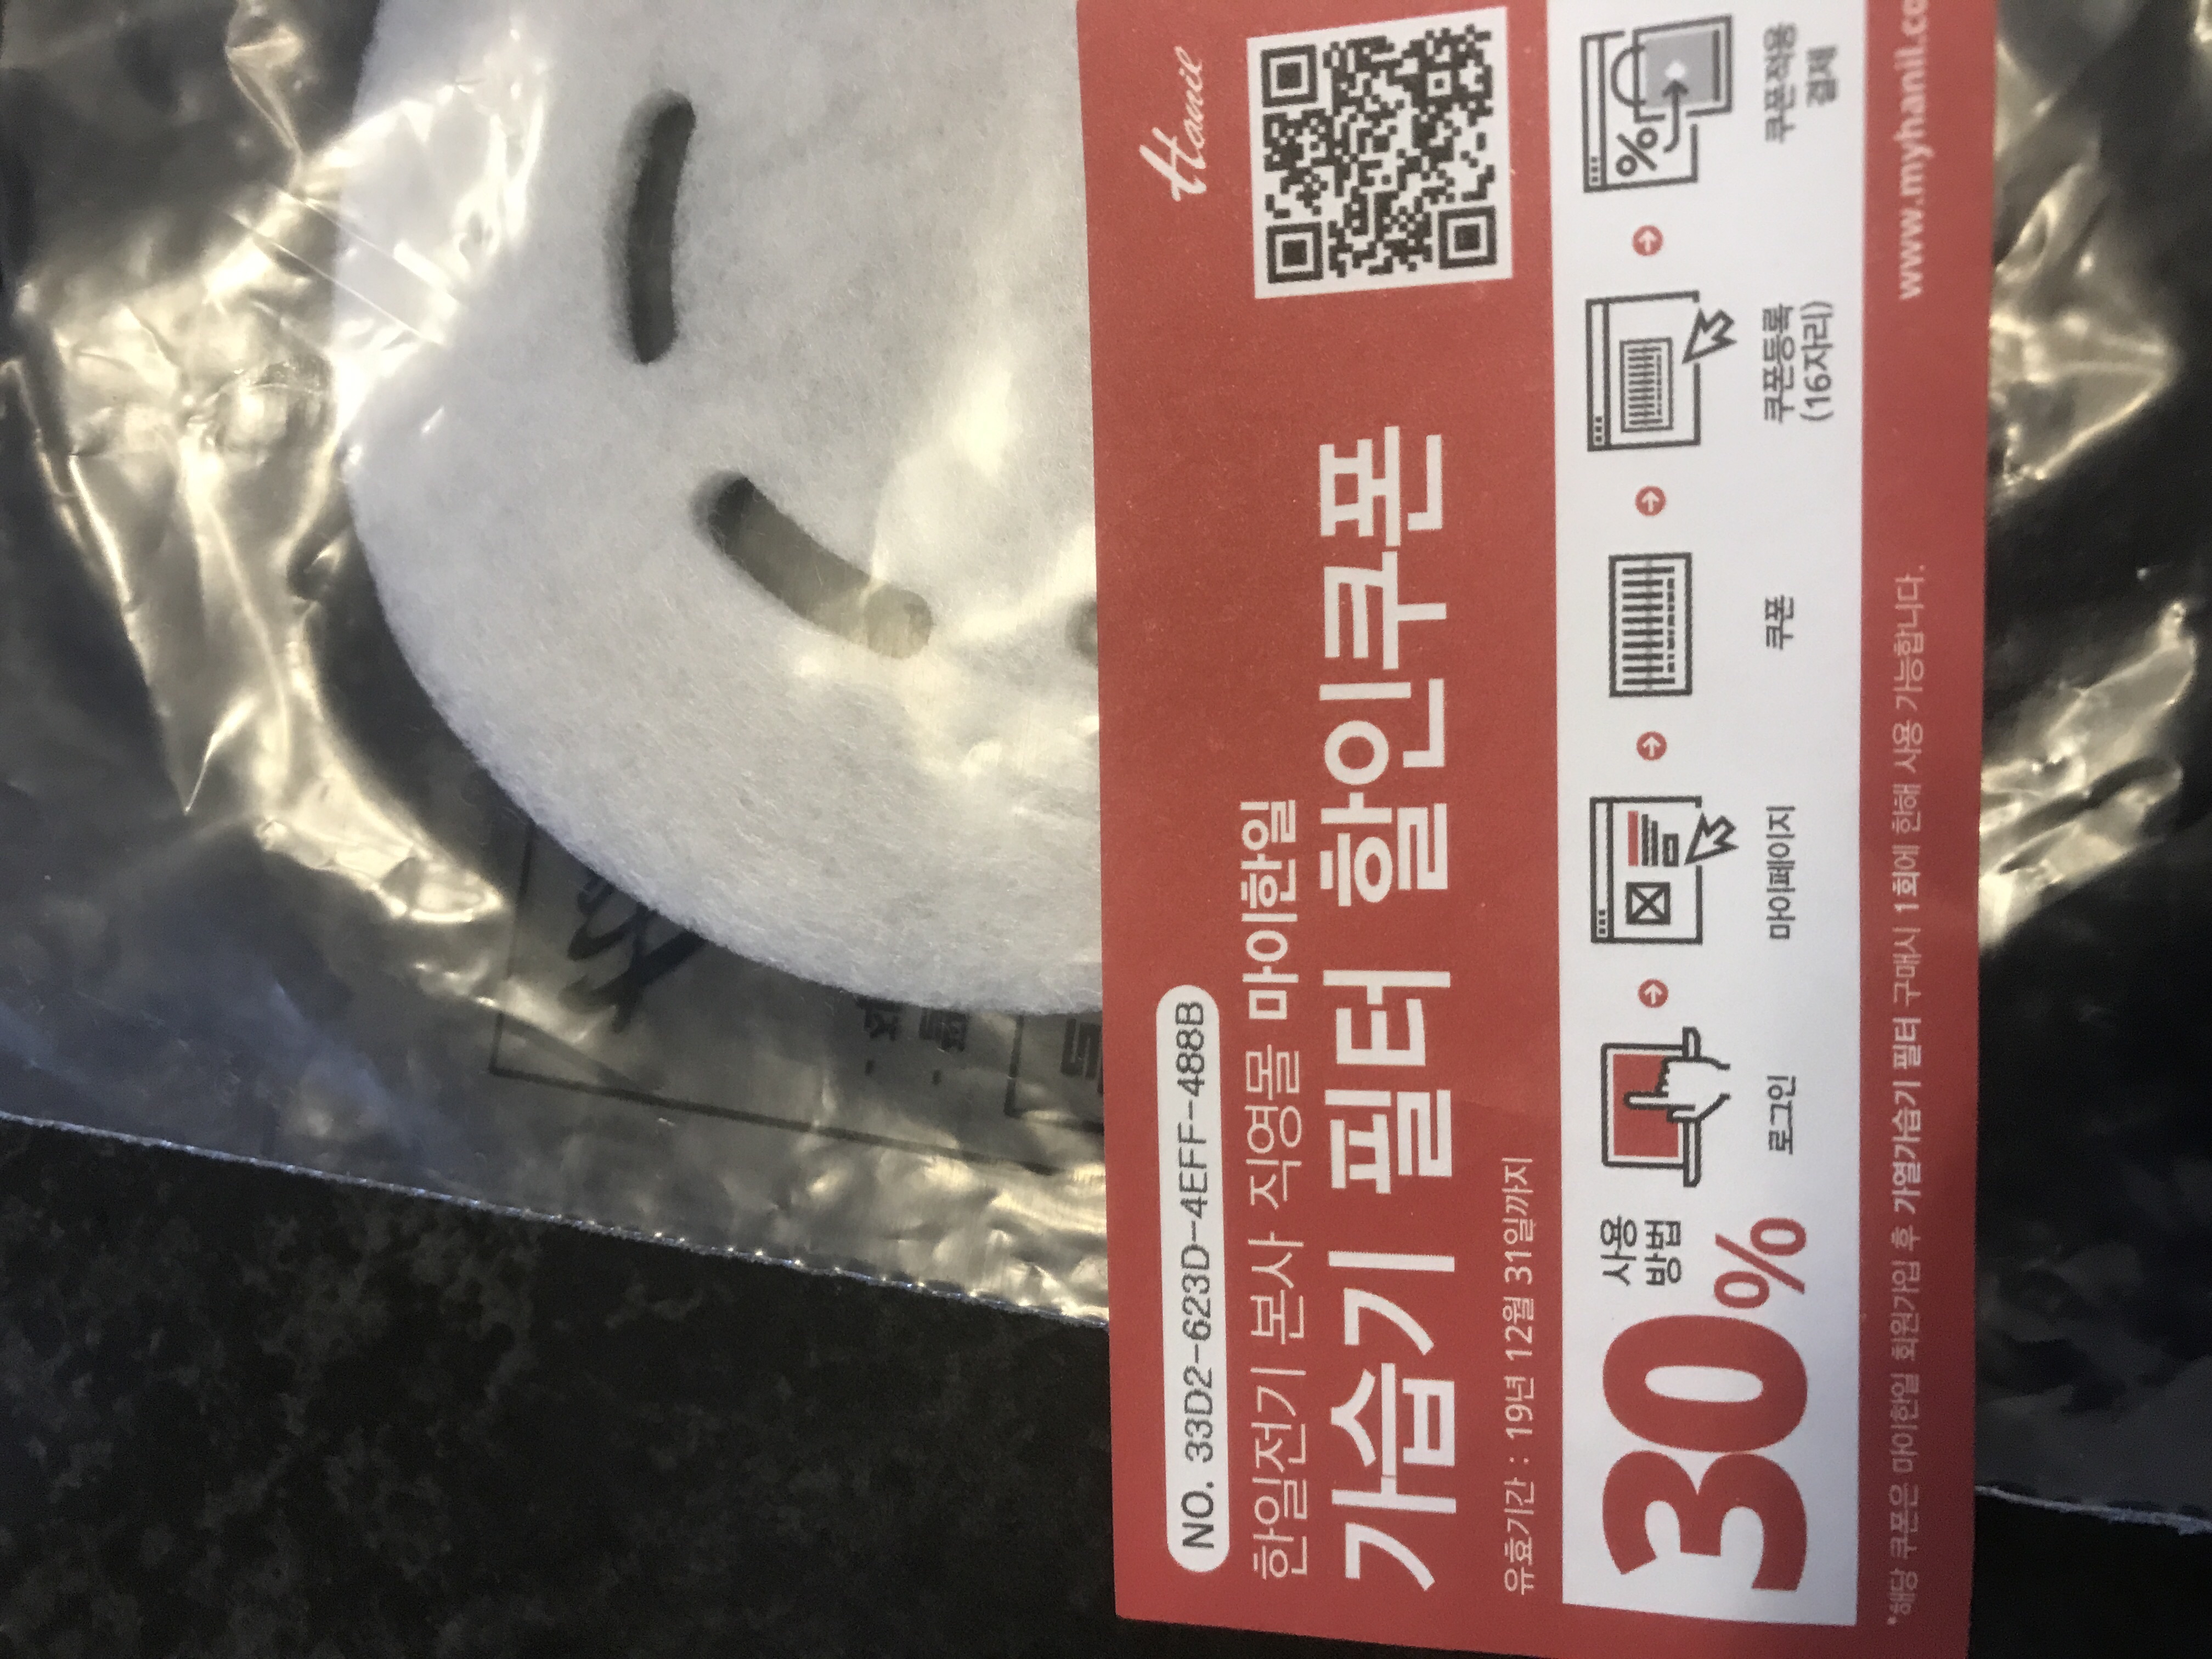 NO. 33D2-623D-4EFF-488B
Hanil
한일전기 본사 직영몰 마이한일
가습기 필터 할인쿠폰
유효기간 : 19년 12월 31일까지
30%
사용
방법
로그인
마이페이지
쿠폰
쿠폰등록
(16자리)
쿠폰적용
결제
*해당 쿠폰은 마이한일 회원가입 후 가열가습기 필터 구매시 1회에 한해 사용 가능합니다.
www.myhanil.co